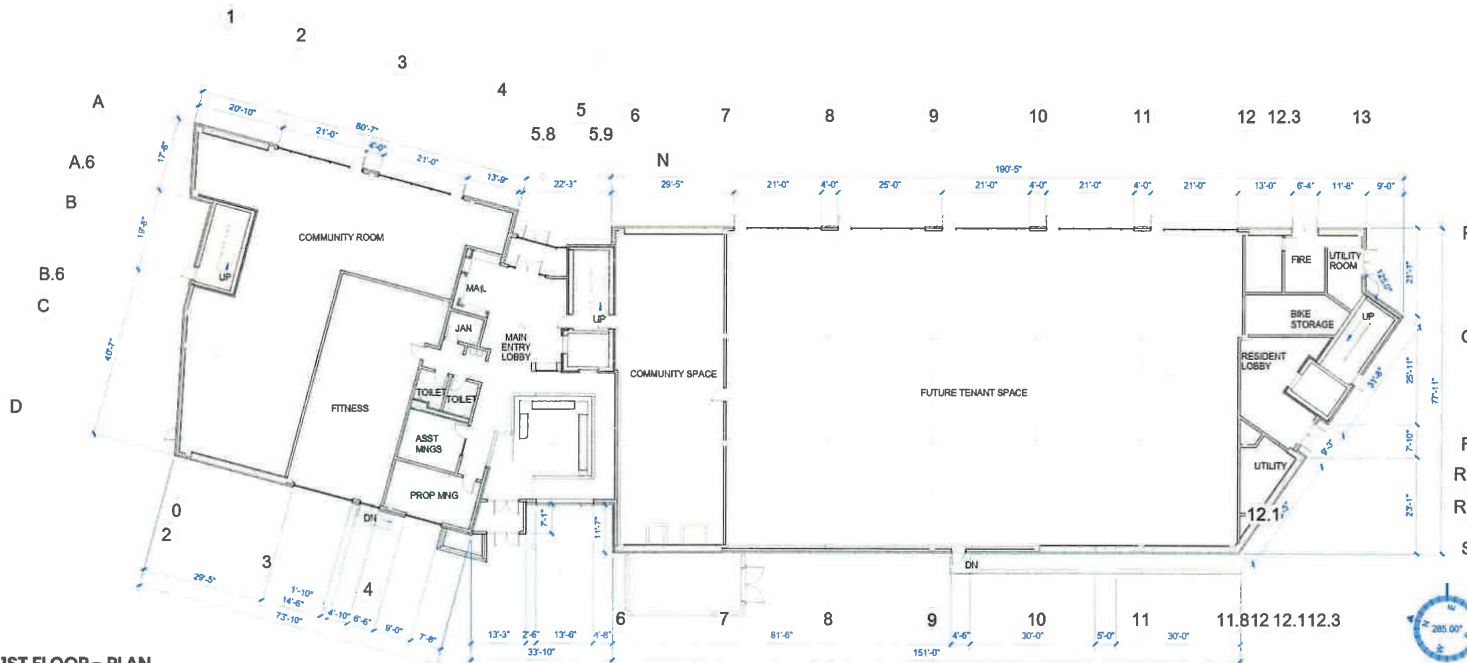 1
2
3
4
5
5.8
5.9
6
7
8
9
10
11
12
12.3
13
A
A.6
B
B.6
C
D
N
20'-10"
80'-7"
21'-0"
4'-0"
21'-0"
13'-9"
22'-3"
190'-5"
29'-5"
21'-0"
4'-0"
25'-0"
21'-0"
4'-0"
21'-0"
4'-0"
21'-0"
13'-0"
6'-4"
11'-8"
9'-0"
17'-6"
19'-8"
40'-7"
COMMUNITY ROOM
UP
MAIL
JAN
MAIN
ENTRY
LOBBY
UP
TOILET
TOILET
FITNESS
ASST
MNGS
PROP MNG
DN
COMMUNITY SPACE
FUTURE TENANT SPACE
FIRE
UTILITY
ROOM
BIKE
STORAGE
UP
RESIDENT
LOBBY
UTILITY
125.0°
31'-8"
9'-3"
21'-1"
25'-11"
77'-11"
7'-10"
23'-1"
12.1
DN
7'-1"
11'-7"
0
2
3
4
29'-5"
1'-10"
14'-6"
73'-10"
4'-10"
6'-6"
9'-0"
7'-8"
13'-3"
2'-6"
13'-6"
4'-8"
33'-10"
6
7
8
9
10
11
11.8
12
12.1
12.3
81'-6"
4'-6"
30'-0"
5'-0"
30'-0"
151'-0"
N
E
W
285.00°
1ST FLOOR - PLAN